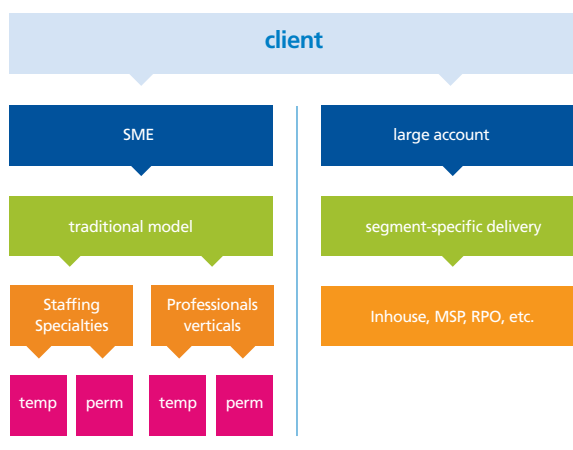 client
SME
large account
traditional model
segment-specific delivery
Staffing
Specialties
Professionals
verticals
Inhouse, MSP, RPO, etc.
temp
perm
temp
perm